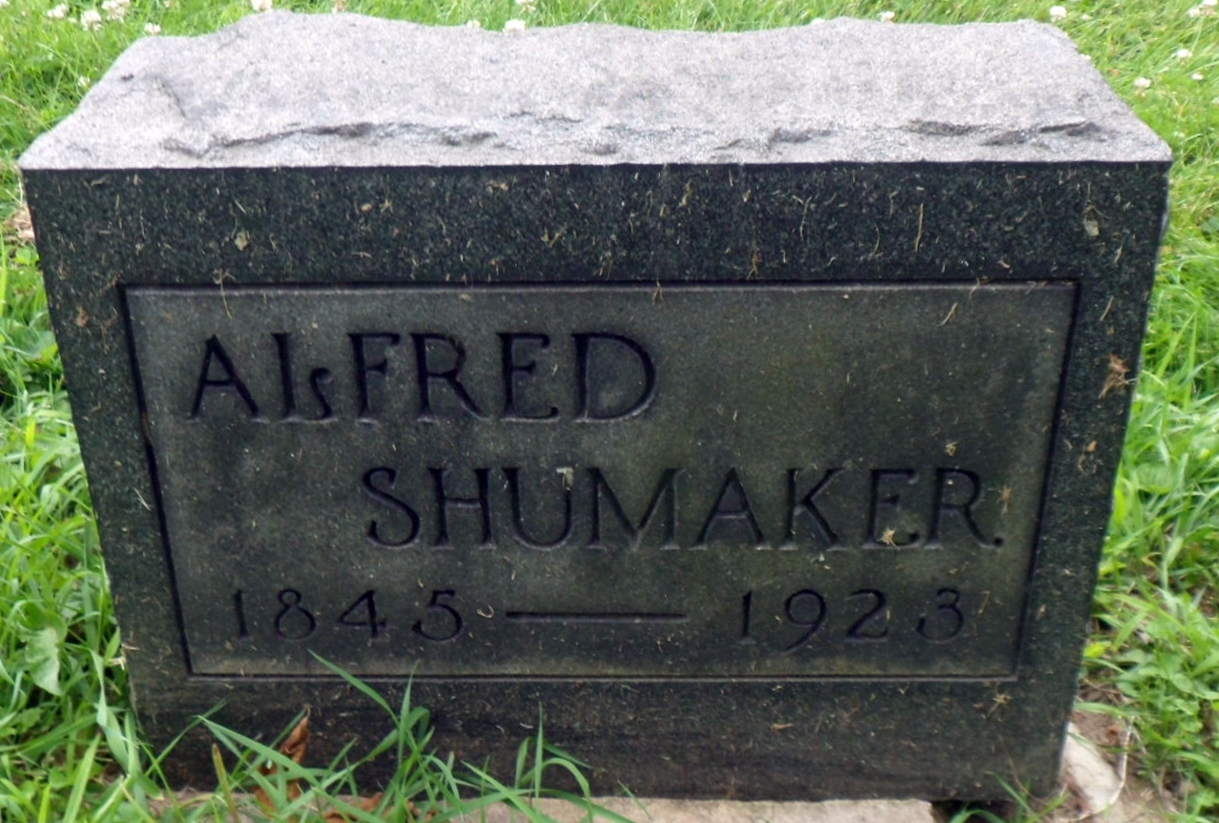 ALFRED
SHUMAKER.
1845 — 1923